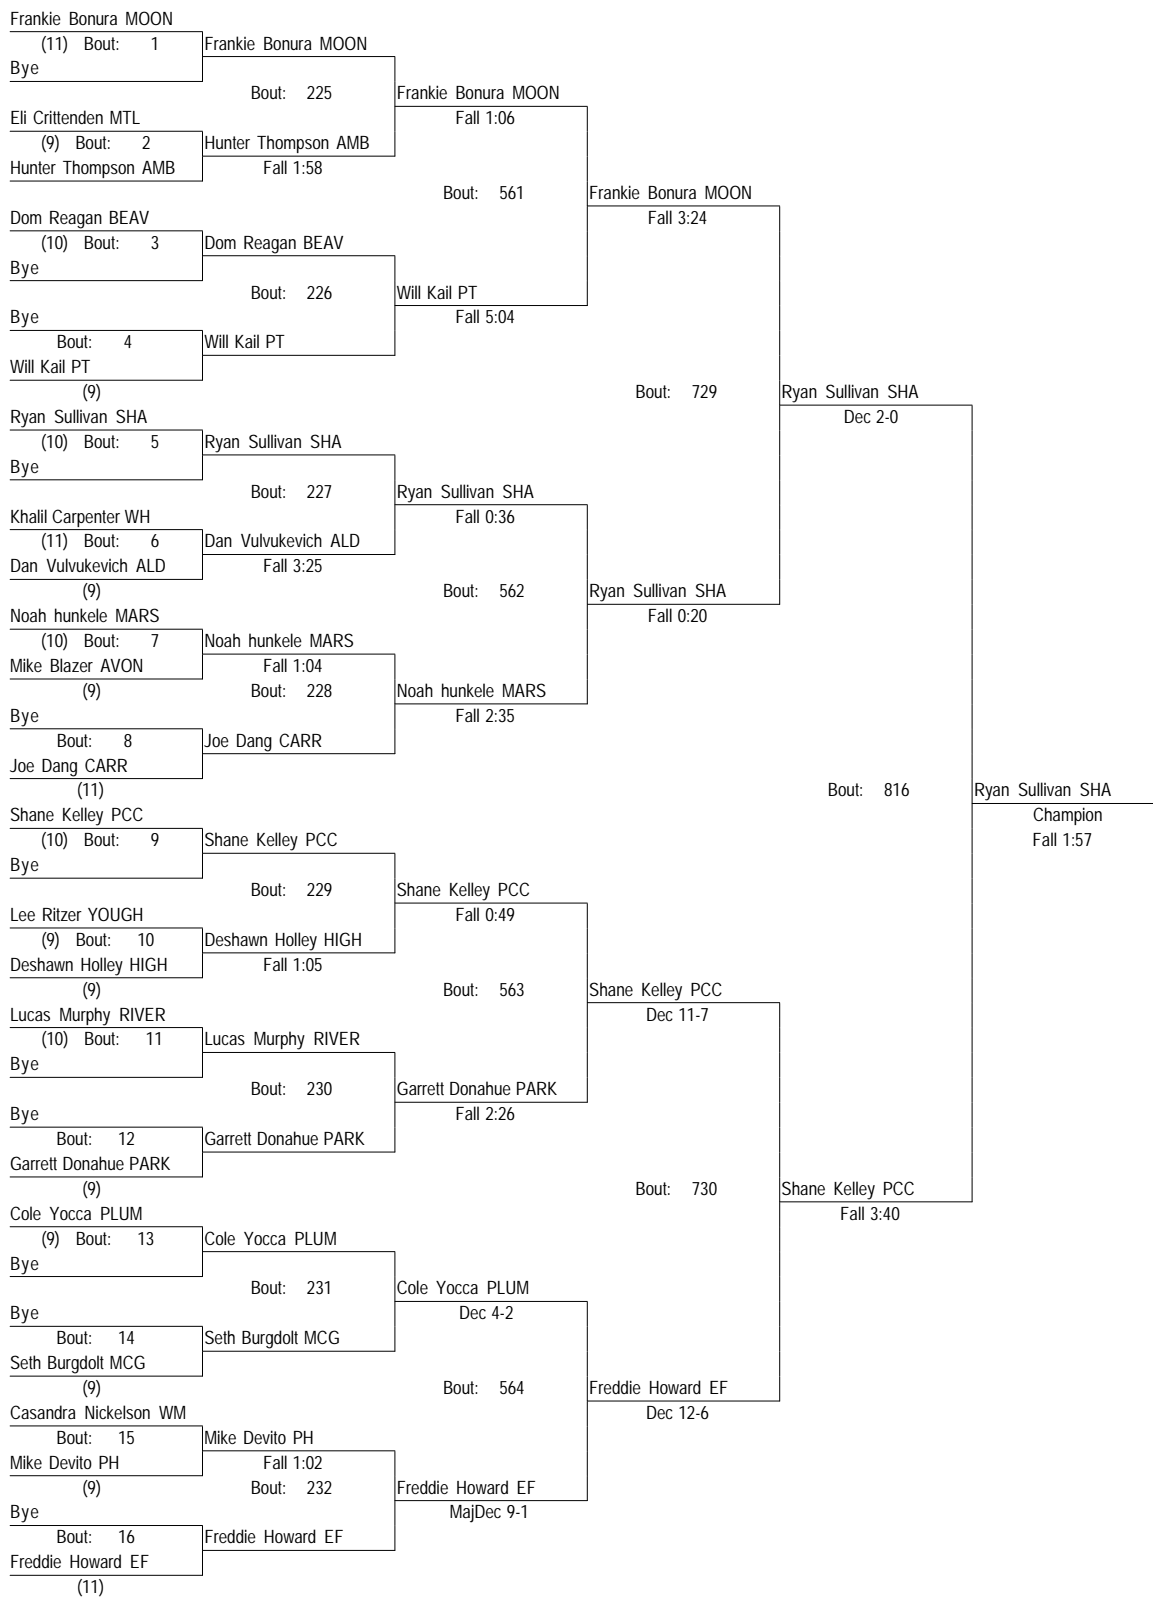 Frankie Bonura MOON
(11) Bout: 1
Frankie Bonura MOON
Bye
Bout: 225
Frankie Bonura MOON
Eli Crittenden MTL
Fall 1:06
(9) Bout: 2
Hunter Thompson AMB
Hunter Thompson AMB
Fall 1:58
Bout: 561
Frankie Bonura MOON
Dom Reagan BEAV
Fall 3:24
(10) Bout: 3
Dom Reagan BEAV
Bye
Bout: 226
Will Kail PT
Bye
Fall 5:04
Bout: 4
Will Kail PT
Will Kail PT
(9)
Bout: 729
Ryan Sullivan SHA
Ryan Sullivan SHA
Dec 2-0
(10) Bout: 5
Ryan Sullivan SHA
Bye
Bout: 227
Ryan Sullivan SHA
Khalil Carpenter WH
Fall 0:36
(11) Bout: 6
Dan Vulvukevich ALD
Dan Vulvukevich ALD
Fall 3:25
(9)
Bout: 562
Ryan Sullivan SHA
Noah hunkele MARS
Fall 0:20
(10) Bout: 7
Noah hunkele MARS
Mike Blazer AVON
Fall 1:04
(9)
Bout: 228
Noah hunkele MARS
Bye
Fall 2:35
Bout: 8
Joe Dang CARR
Joe Dang CARR
(11)
Bout: 816
Ryan Sullivan SHA
Shane Kelley PCC
Champion
(10) Bout: 9
Shane Kelley PCC
Fall 1:57
Bye
Bout: 229
Shane Kelley PCC
Lee Ritzer YOUGH
Fall 0:49
(9) Bout: 10
Deshawn Holley HIGH
Deshawn Holley HIGH
Fall 1:05
(9)
Bout: 563
Shane Kelley PCC
Lucas Murphy RIVER
Dec 11-7
(10) Bout: 11
Lucas Murphy RIVER
Bye
Bout: 230
Garrett Donahue PARK
Bye
Fall 2:26
Bout: 12
Garrett Donahue PARK
Garrett Donahue PARK
(9)
Bout: 730
Shane Kelley PCC
Cole Yocca PLUM
Fall 3:40
(9) Bout: 13
Cole Yocca PLUM
Bye
Bout: 231
Cole Yocca PLUM
Bye
Dec 4-2
Bout: 14
Seth Burgdolt MCG
Seth Burgdolt MCG
(9)
Bout: 564
Freddie Howard EF
Casandra Nickelson WM
Dec 12-6
Bout: 15
Mike Devito PH
Mike Devito PH
Fall 1:02
(9)
Bout: 232
Freddie Howard EF
Bye
MajDec 9-1
Bout: 16
Freddie Howard EF
Freddie Howard EF
(11)